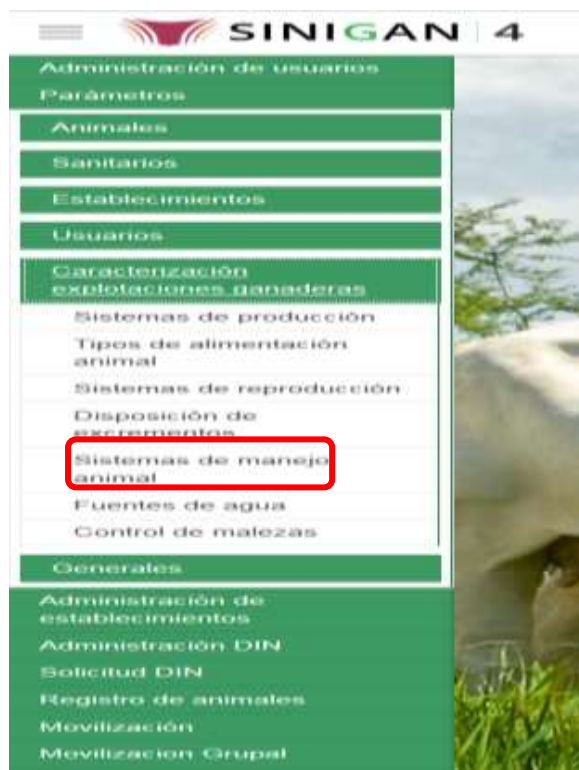 SINIGAN 4
Administración de usuarios
Parámetros
Animales
Sanitarios
Establecimientos
Usuarios
Caracterización
explotaciones ganaderas
Sistemas de producción
Tipos de alimentación
animal
Sistemas de reproducción
Disposición de
excrementos
Sistemas de manejo
animal
Fuentes de agua
Control de malezas
Generales
Administración de
establecimientos
Administración DIN
Solicitud DIN
Registro de animales
Movilización
Movilizacion Grupal